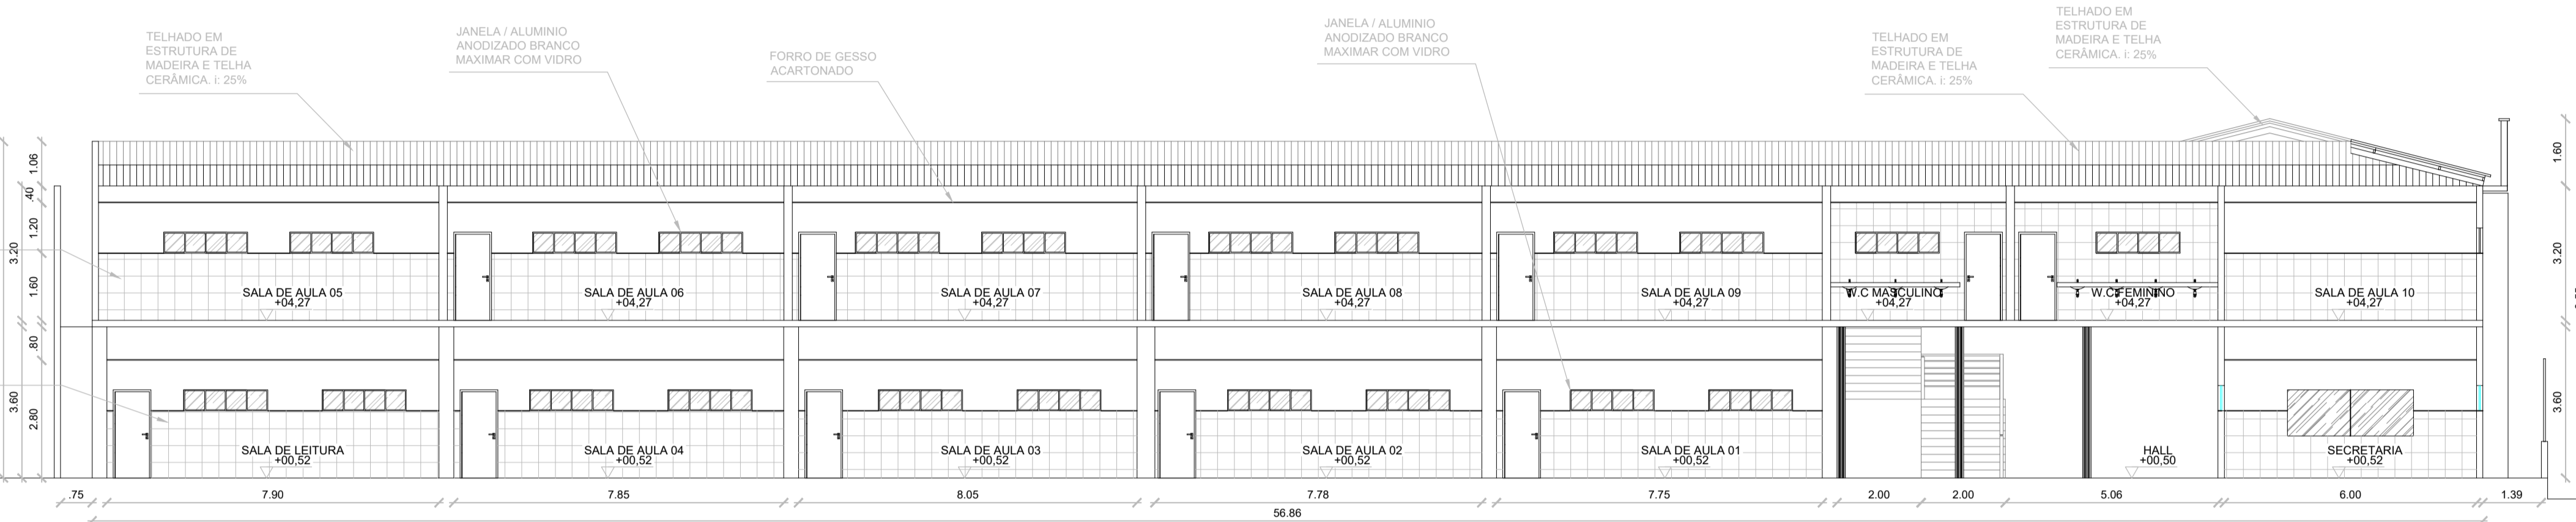 TELHADO EM
ESTRUTURA DE
MADEIRA E TELHA
CERÂMICA. i: 25%
JANELA / ALUMINIO
ANODIZADO BRANCO
MAXIMAR COM VIDRO
FORRO DE GESSO
ACARTONADO
JANELA / ALUMINIO
ANODIZADO BRANCO
MAXIMAR COM VIDRO
TELHADO EM
ESTRUTURA DE
MADEIRA E TELHA
CERÂMICA. i: 25%
TELHADO EM
ESTRUTURA DE
MADEIRA E TELHA
CERÂMICA. i: 25%
1.06
.40
1.20
1.60
3.20
.80
2.80
3.60
SALA DE AULA 05
+04,27
SALA DE AULA 06
+04,27
SALA DE AULA 07
+04,27
SALA DE AULA 08
+04,27
SALA DE AULA 09
+04,27
W.C MASCULINO
+04,27
W.C FEMININO
+04,27
SALA DE AULA 10
+04,27
SALA DE LEITURA
+00,52
SALA DE AULA 04
+00,52
SALA DE AULA 03
+00,52
SALA DE AULA 02
+00,52
SALA DE AULA 01
+00,52
HALL
+00,50
SECRETARIA
+00,52
1.60
3.20
3.60
.75
7.90
7.85
8.05
7.78
7.75
2.00
2.00
5.06
6.00
1.39
56.86